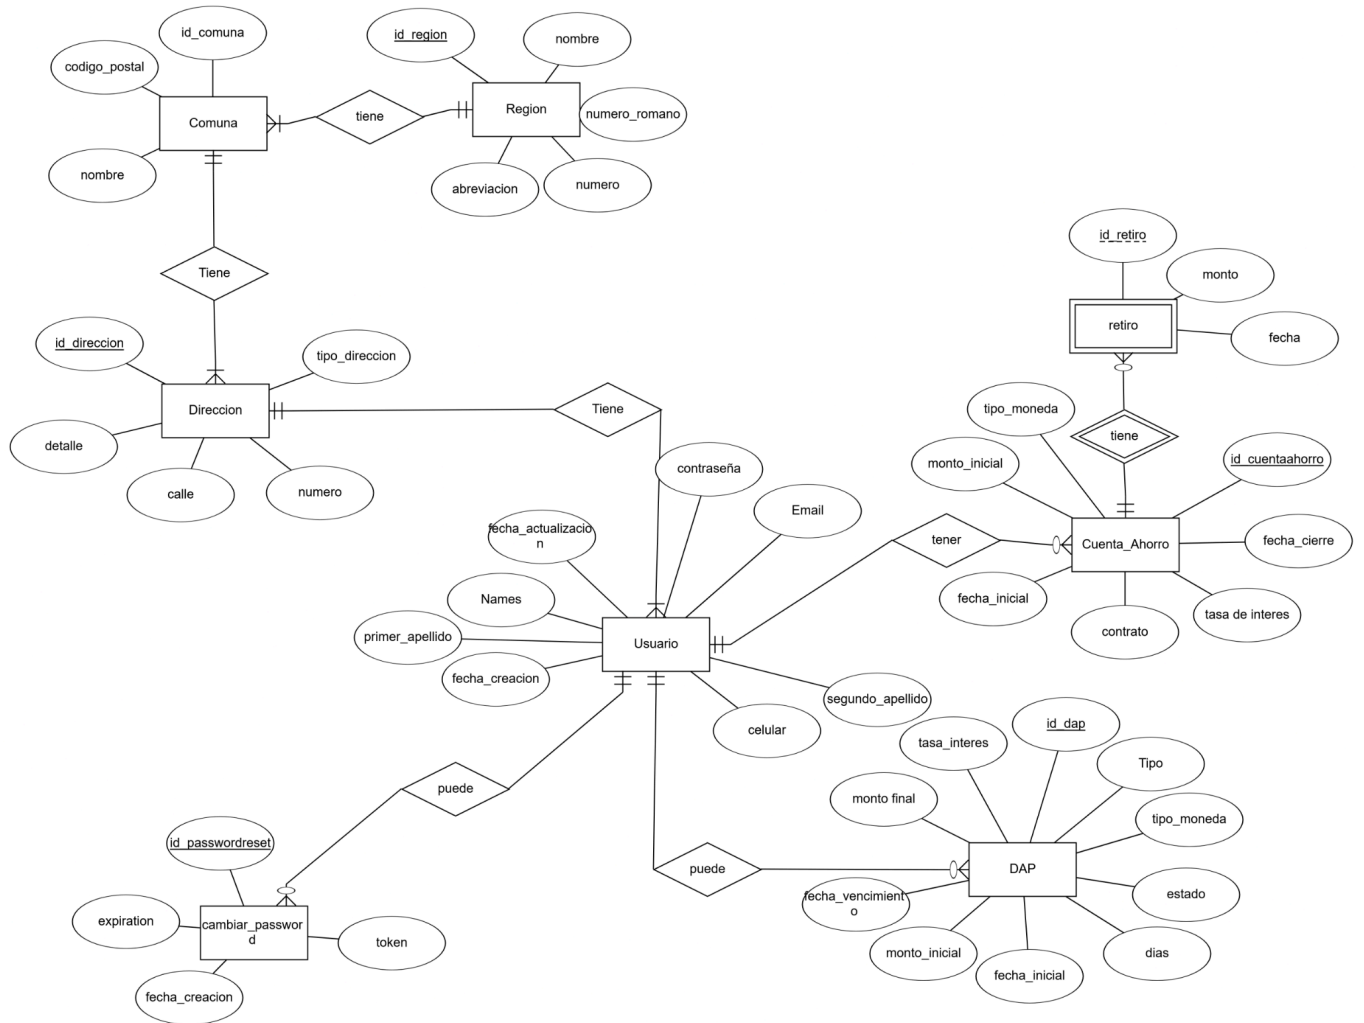 id_comuna
id_region
nombre
codigo_postal
Comuna
tiene
Region
numero_romano
nombre
abreviacion
numero
Tiene
id_retiro
monto
retiro
fecha
id_direccion
tipo_direccion
Direccion
Tiene
detalle
calle
numero
tipo_moneda
tiene
monto_inicial
id_cuentaahorro
contraseña
Email
fecha_actualizacio
n
tener
Cuenta_Ahorro
fecha_cierre
Names
fecha_inicial
tasa de interes
contrato
primer_apellido
Usuario
fecha_creacion
segundo_apellido
celular
id_dap
tasa_interes
Tipo
puede
monto final
tipo_moneda
id_passwordreset
puede
DAP
fecha_vencimient
o
estado
expiration
cambiar_passwor
d
token
monto_inicial
dias
fecha_inicial
fecha_creacion